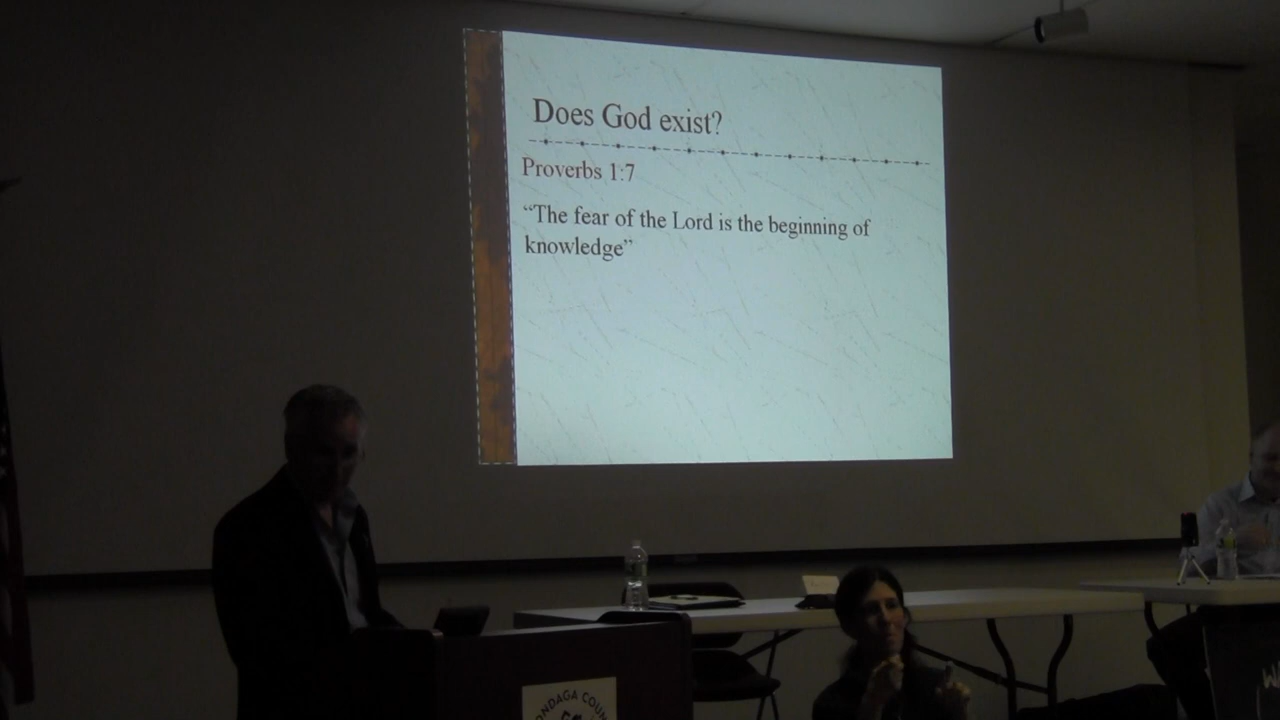 Does God exist?
Proverbs 1:7
“The fear of the Lord is the beginning of
knowledge”